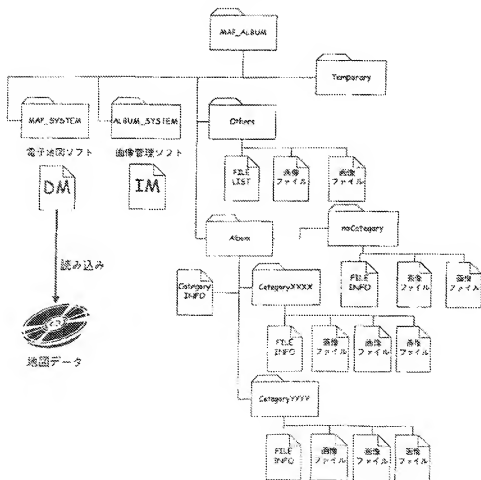 MAP_ALBUM
Temporary
MAP_SYSTEM
ALBUM_SYSTEM
Others
電子地図ソフト
画像管理ソフト
DM
IM
FILE
LIST
画像
ファイル
画像
ファイル
Album
noCategory
読み込み
Category
INFO
CategoryXXXX
FILE
INFO
画像
ファイル
画像
ファイル
地図データ
FILE
INFO
画像
ファイル
画像
ファイル
画像
ファイル
CategoryYYYY
FILE
INFO
画像
ファイル
画像
ファイル
画像
ファイル